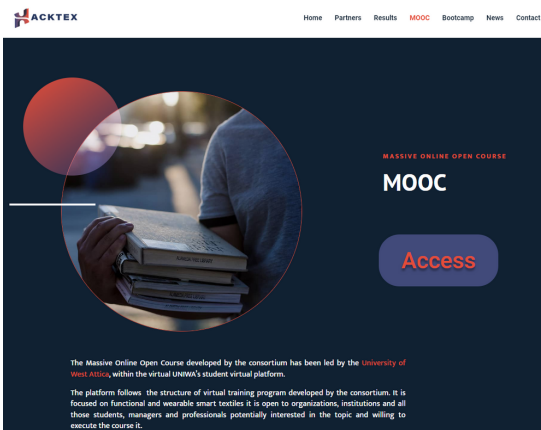 HACKTEX
Home Partners Results MOOC Bootcamp News Contact
MASSIVE ONLINE OPEN COURSE
MOOC
Access
The Massive Online Open Course developed by the consortium has been led by the University of
West Attica, within the virtual UNIWA's student virtual platform.
The platform follows the structure of virtual training program developed by the consortium. It is
focused on functional and wearable smart textiles it is open to organizations, institutions and all
those students, managers and professionals potentially interested in the topic and willing to
execute the course it.